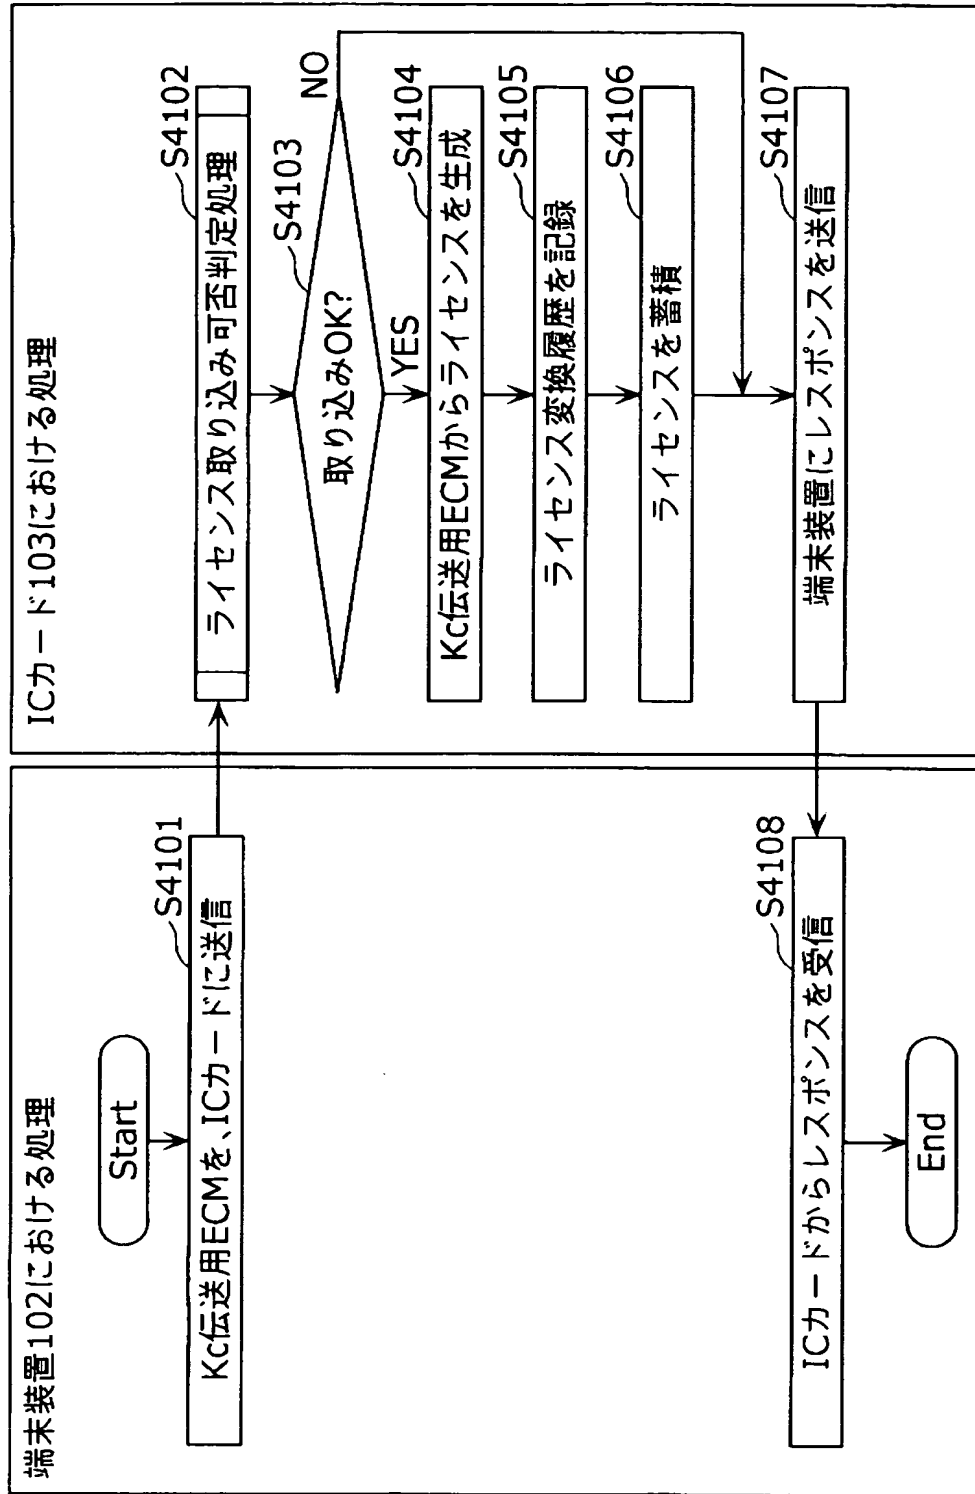 端末装置102における処理
Start
S4101
Kc伝送用ECMを、ICカードに送信
S4108
ICカードからレスポンスを受信
End
ICカード103における処理
S4102
ライセンス取り込み可否判定処理
S4103
取り込みOK?
NO
YES
S4104
Kc伝送用ECMからライセンスを生成
S4105
ライセンス変換履歴を記録
S4106
ライセンスを蓄積
S4107
端末装置にレスポンスを送信